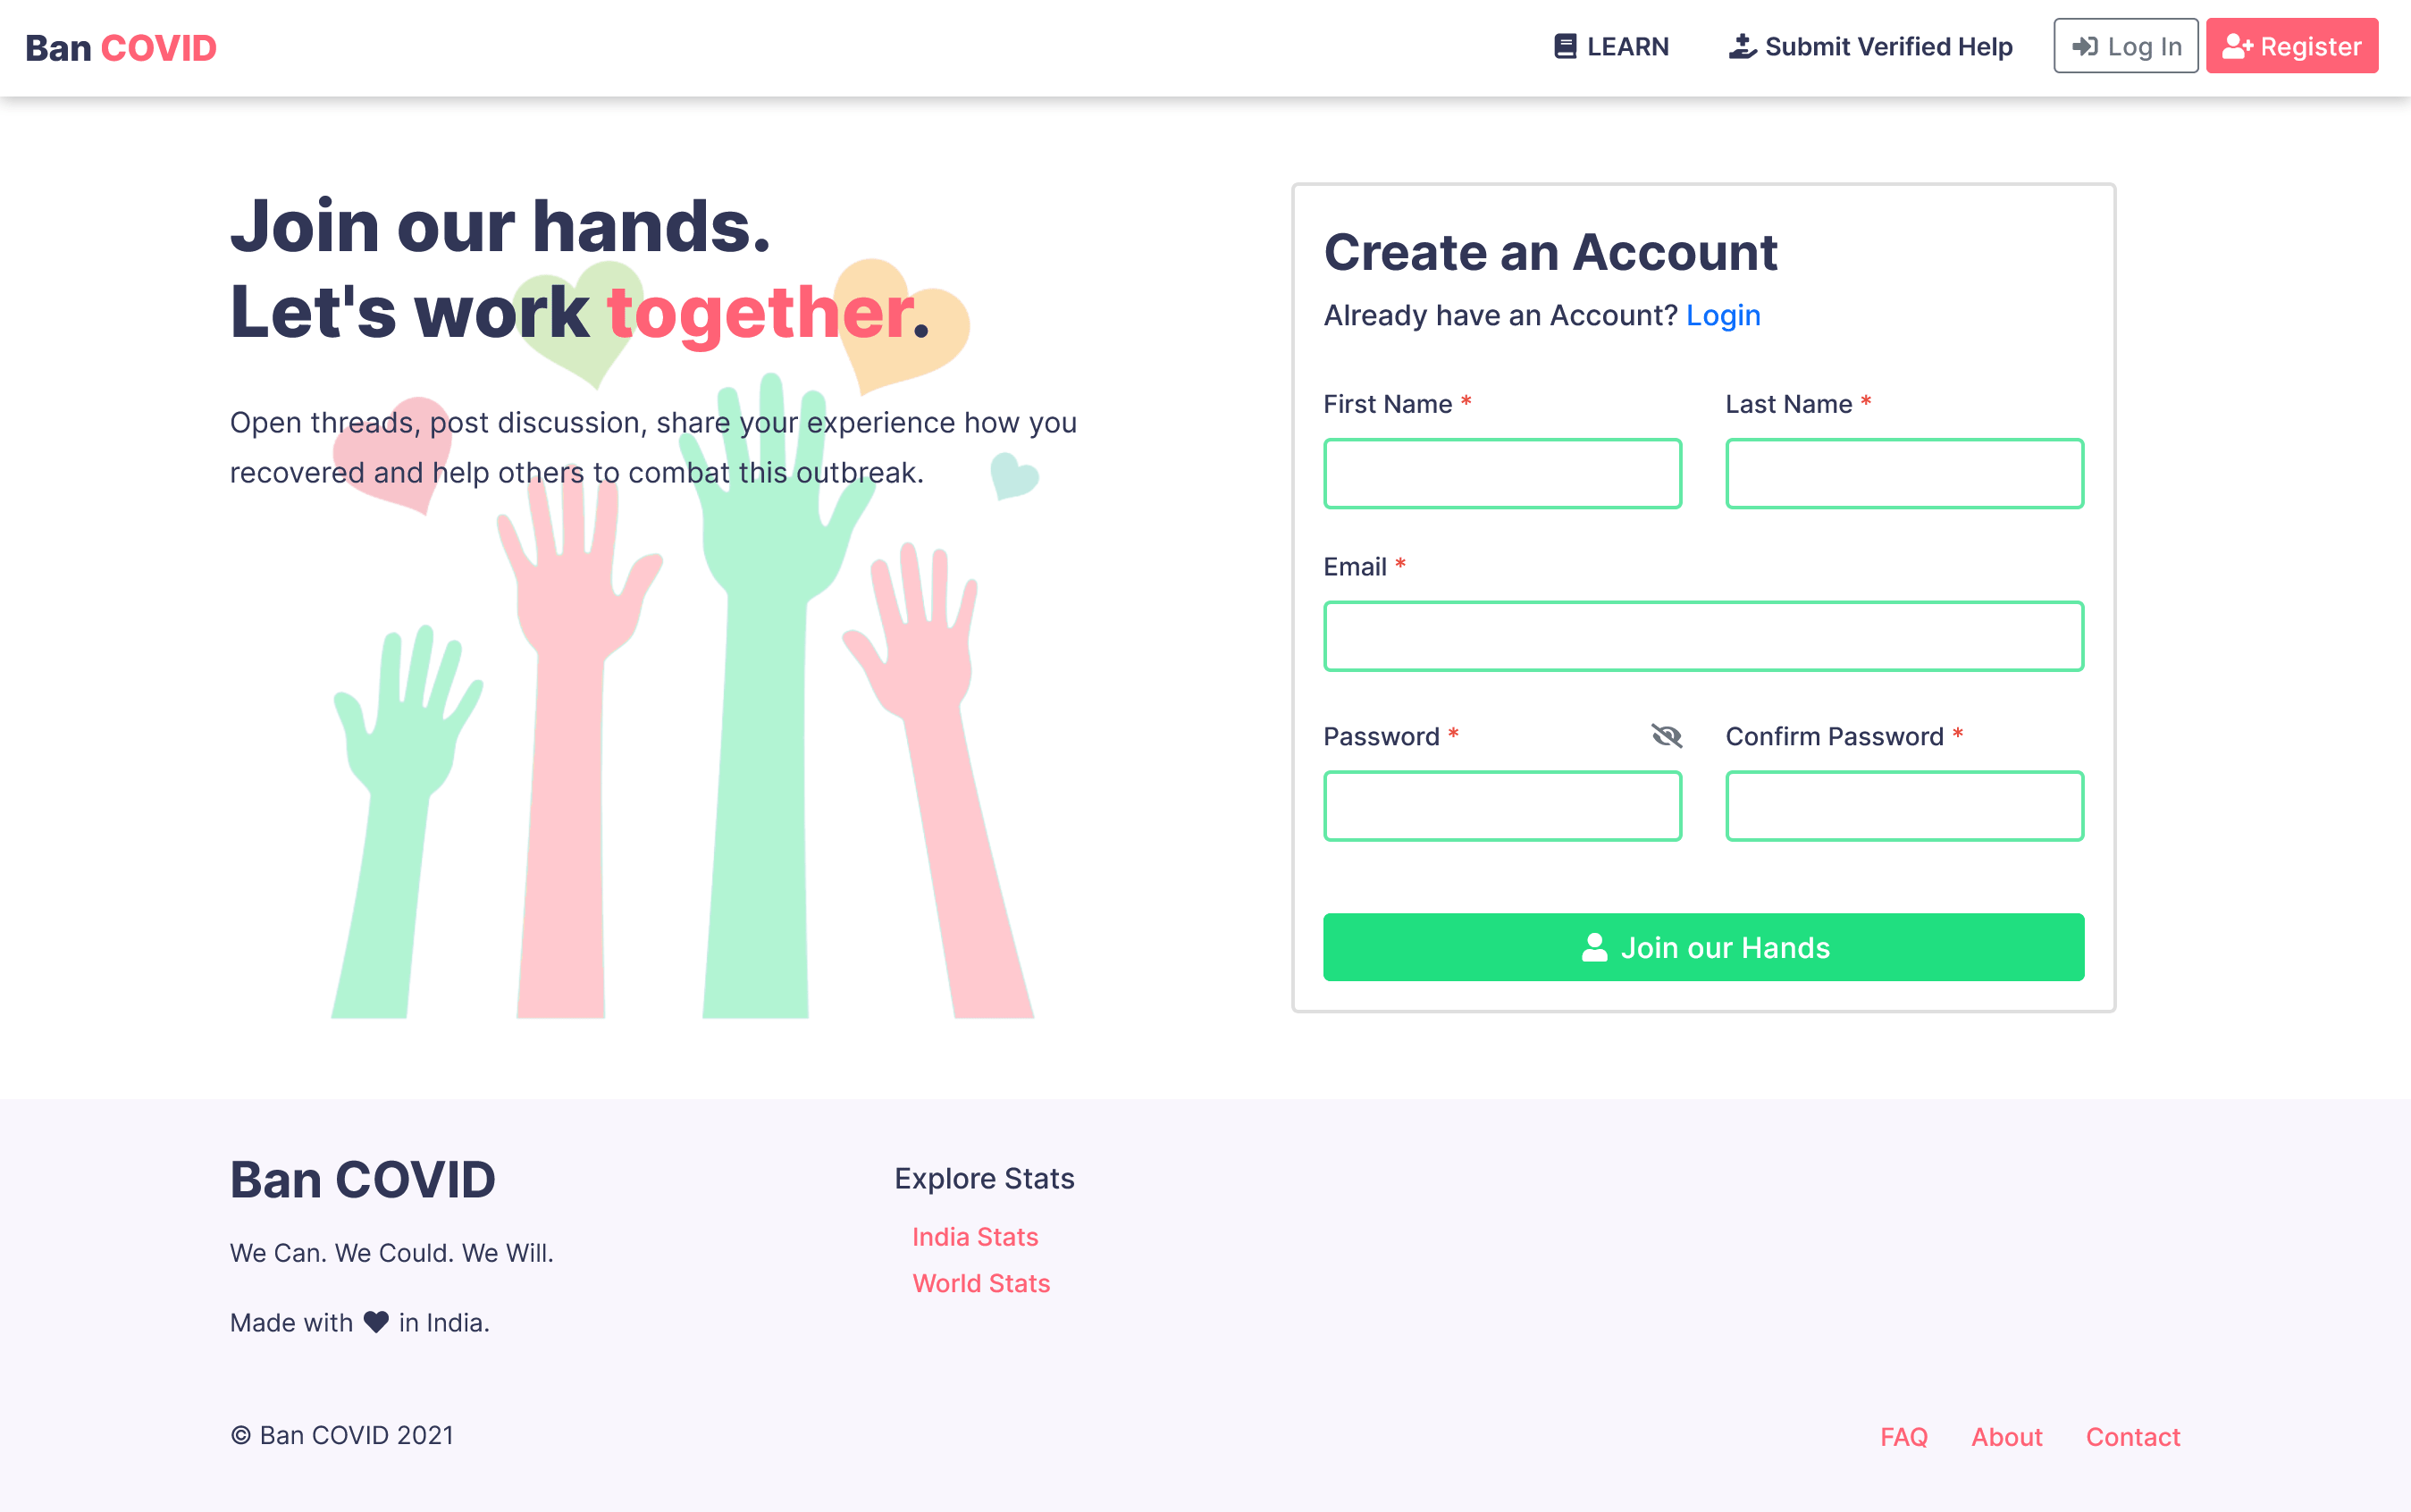 Ban COVID
LEARN
Submit Verified Help
Log In
Register
Join our hands.
Let's work together.
Open threads, post discussion, share your experience how you
recovered and help others to combat this outbreak.
Create an Account
Already have an Account? Login
First Name *
Last Name *
Email *
Password *
Confirm Password *
Join our Hands
Ban COVID
We Can. We Could. We Will.
Made with ♥ in India.
Explore Stats
India Stats
World Stats
© Ban COVID 2021
FAQ
About
Contact